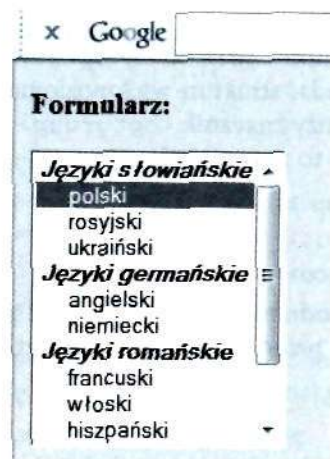 × Google
Formularz:
Języki słowiańskie
polski
rosyjski
ukraiński
Języki germańskie
angielski
niemiecki
Języki romańskie
francuski
włoski
hiszpański